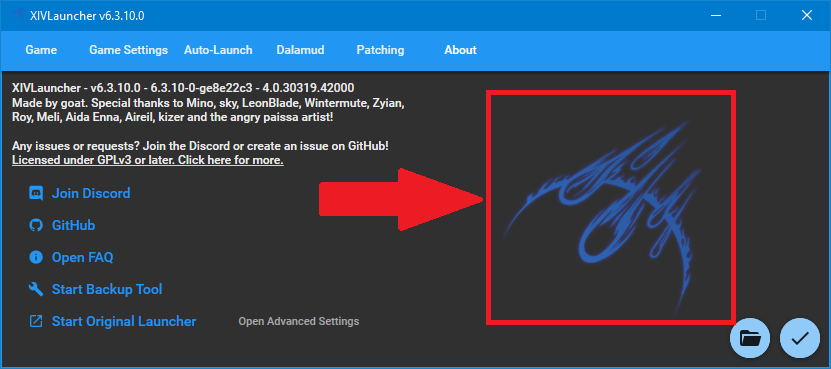 XIVLauncher v6.3.10.0
Game Game Settings Auto-Launch Dalamud Patching About
XIVLauncher - v6.3.10.0 - 6.3.10-0-ge8e22c3 - 4.0.30319.42000
Made by goat. Special thanks to Mino, sky, LeonBlade, Wintermute, Zyian,
Roy, Meli, Aida Enna, Aireil, kizer and the angry paissa artist!
Any issues or requests? Join the Discord or create an issue on GitHub!
Licensed under GPLv3 or later. Click here for more.
Join Discord
GitHub
Open FAQ
Start Backup Tool
Start Original Launcher
Open Advanced Settings